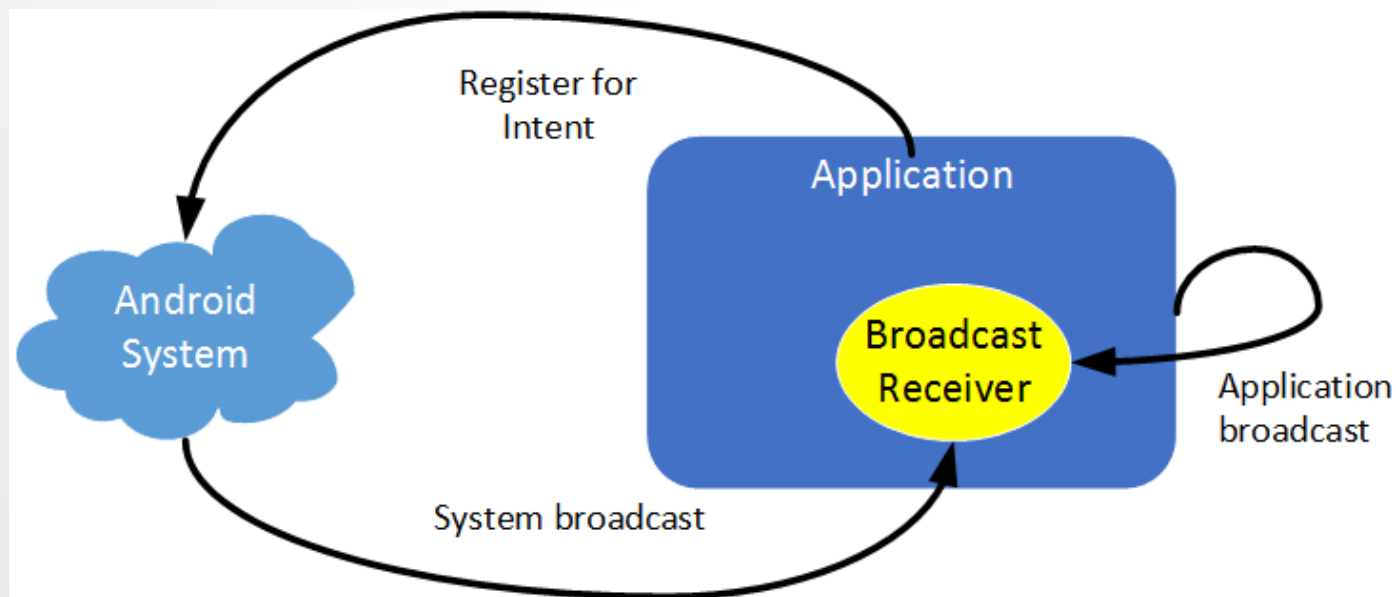 Register for
Intent
Application
Android
System
Broadcast
Receiver
Application
broadcast
System broadcast